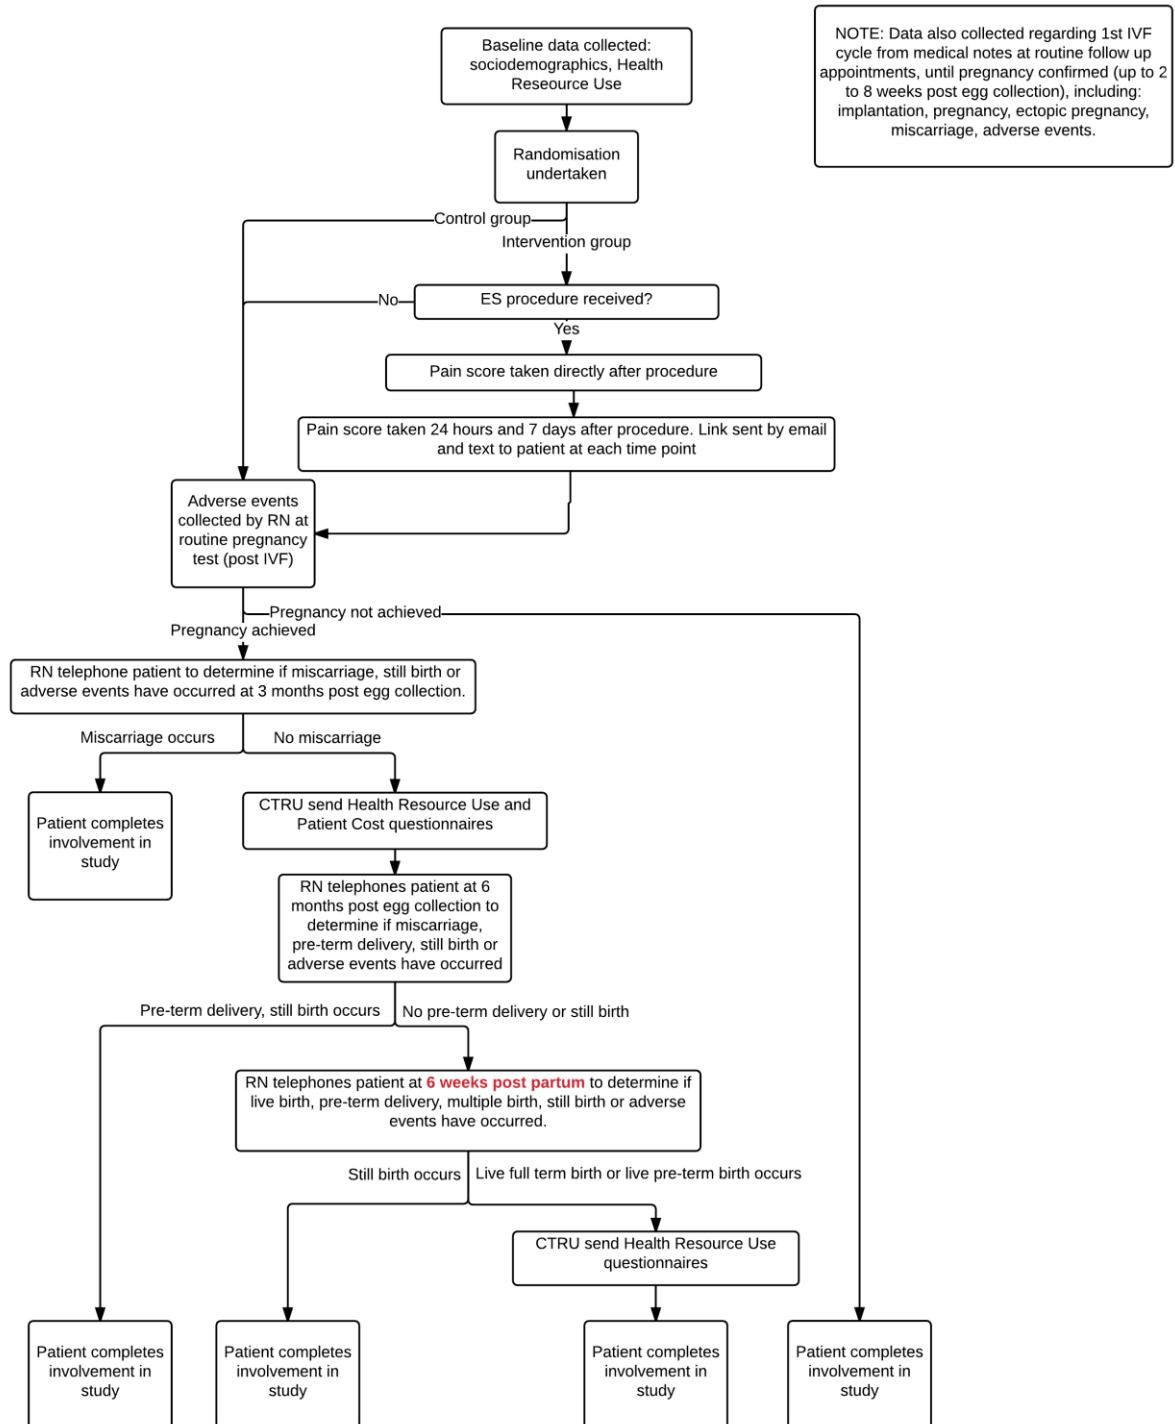 Baseline data collected:
sociodemographics, Health
Reseource Use
NOTE: Data also collected regarding 1st IVF
cycle from medical notes at routine follow up
appointments, until pregnancy confirmed (up to 2
to 8 weeks post egg collection), including:
implantation, pregnancy, ectopic pregnancy,
miscarriage, adverse events.
Randomisation
undertaken
Control group
Intervention group
No
ES procedure received?
Yes
Pain score taken directly after procedure
Pain score taken 24 hours and 7 days after procedure. Link sent by email
and text to patient at each time point
Adverse events
collected by RN at
routine pregnancy
test (post IVF)
Pregnancy not achieved
Pregnancy achieved
RN telephone patient to determine if miscarriage, still birth or
adverse events have occurred at 3 months post egg collection.
Miscarriage occurs
No miscarriage
Patient completes
involvement in
study
CTRU send Health Resource Use and
Patient Cost questionnaires
RN telephones patient at 6
months post egg collection to
determine if miscarriage,
pre-term delivery, still birth or
adverse events have occurred
Pre-term delivery, still birth occurs
No pre-term delivery or still birth
RN telephones patient at 6 weeks post partum to determine if
live birth, pre-term delivery, multiple birth, still birth or adverse
events have occurred.
Still birth occurs
Live full term birth or live pre-term birth occurs
CTRU send Health Resource Use
questionnaires
Patient completes
involvement in
study
Patient completes
involvement in
study
Patient completes
involvement in
study
Patient completes
involvement in
study